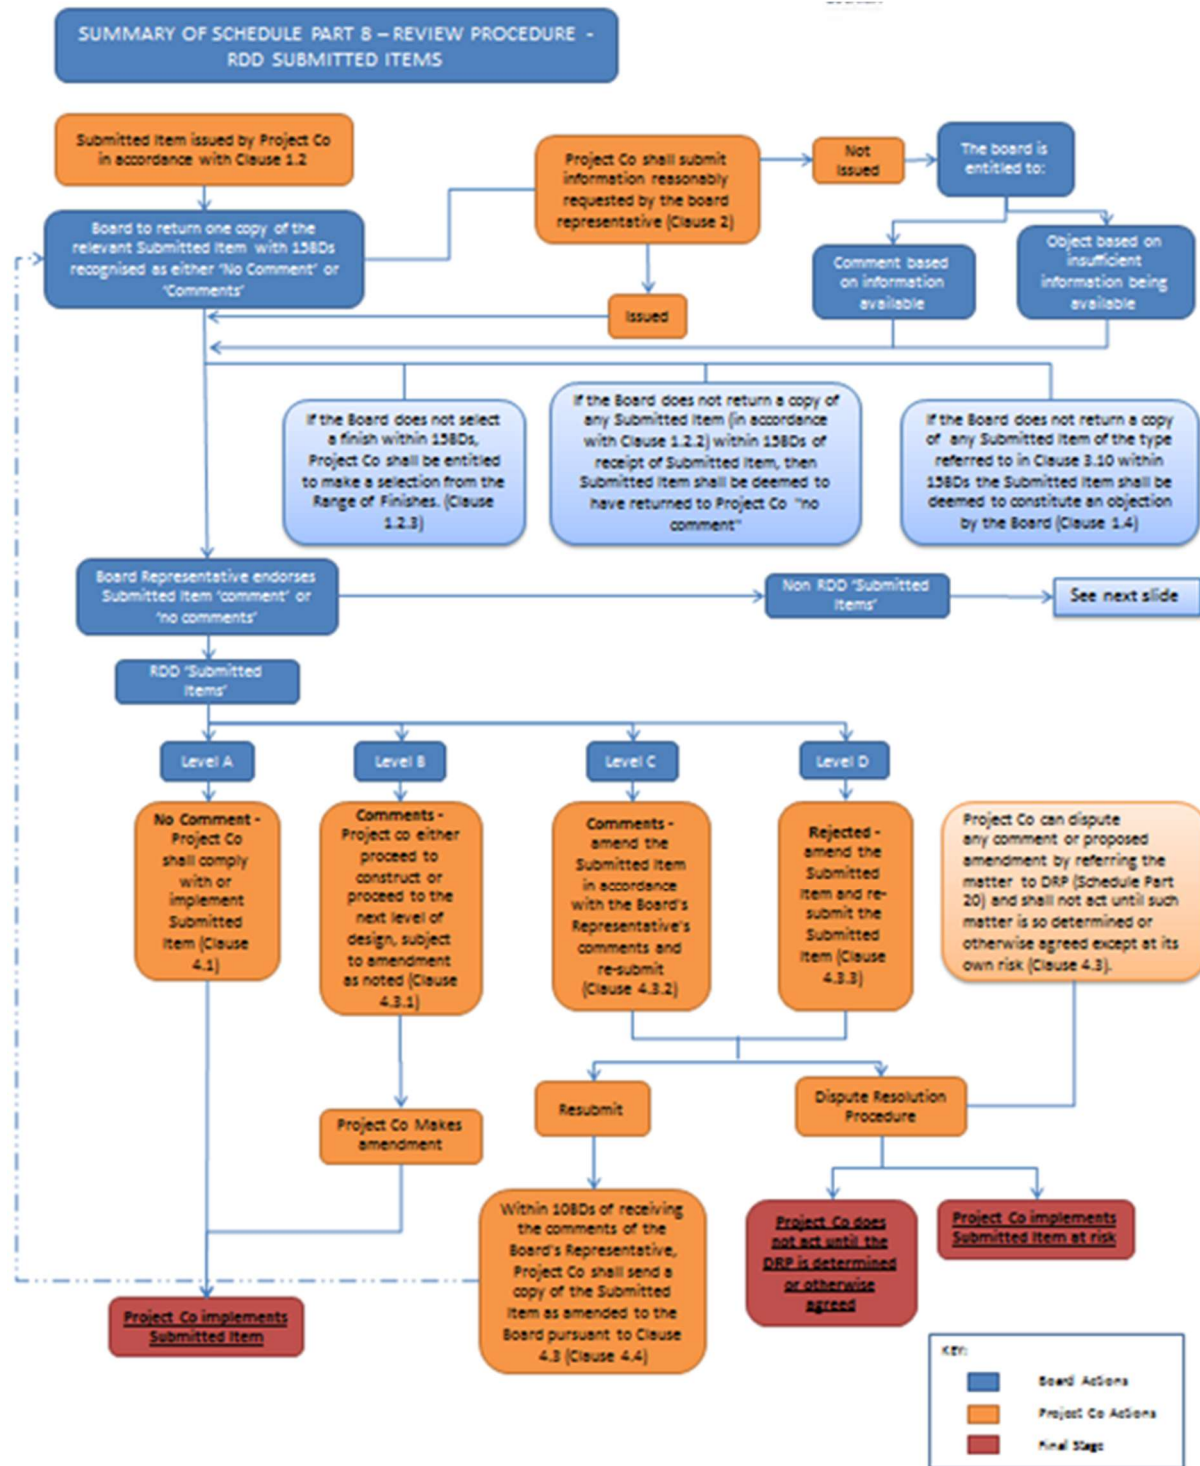 SUMMARY OF SCHEDULE PART 8 – REVIEW PROCEDURE -
RDD SUBMITTED ITEMS
Submitted Item issued by Project Co
in accordance with Clause 1.2
Project Co shall submit
information reasonably
requested by the board
representative (Clause 2)
Not
Issued
The board is
entitled to:
Board to return one copy of the
relevant Submitted Item with 15BDs
recognised as either 'No Comment' or
'Comments'
Comment based
on information
available
Object based on
insufficient
information being
available
Issued
If the Board does not select
a finish within 15BDs,
Project Co shall be entitled
to make a selection from the
Range of Finishes. (Clause
1.2.3)
If the Board does not return a copy of
any Submitted Item (in accordance
with Clause 1.2.2) within 15BDs of
receipt of Submitted Item, then
Submitted Item shall be deemed to
have returned to Project Co "no
comment"
If the Board does not return a copy
of any Submitted Item of the type
referred to in Clause 3.10 within
15BDs the Submitted Item shall be
deemed to constitute an objection
by the Board (Clause 1.4)
Board Representative endorses
Submitted Item 'comment' or
'no comments'
Non RDD 'Submitted
Items'
See next slide
RDD 'Submitted
Items'
Level A
Level B
Level C
Level D
No Comment -
Project Co
shall comply
with or
implement
Submitted
Item (Clause
4.1)
Comments -
Project co either
proceed to
construct or
proceed to the
next level of
design, subject
to amendment
as noted (Clause
4.3.1)
Comments -
amend the
Submitted Item
in accordance
with the Board's
Representative's
comments and
re-submit
(Clause 4.3.2)
Rejected -
amend the
Submitted
Item and re-
submit the
Submitted
Item (Clause
4.3.3)
Project Co can dispute
any comment or proposed
amendment by referring the
matter to DRP (Schedule Part
20) and shall not act until such
matter is so determined or
otherwise agreed except at its
own risk (Clause 4.3).
Resubmit
Dispute Resolution
Procedure
Project Co Makes
amendment
Within 10BDs of receiving
the comments of the
Board's Representative,
Project Co shall send a
copy of the Submitted
Item as amended to the
Board pursuant to Clause
4.3 (Clause 4.4)
Project Co does
not act until the
DRP is determined
or otherwise
agreed
Project Co implements
Submitted Item at risk
Project Co implements
Submitted Item
KEY:
Board Actions
Project Co Actions
Final Stage